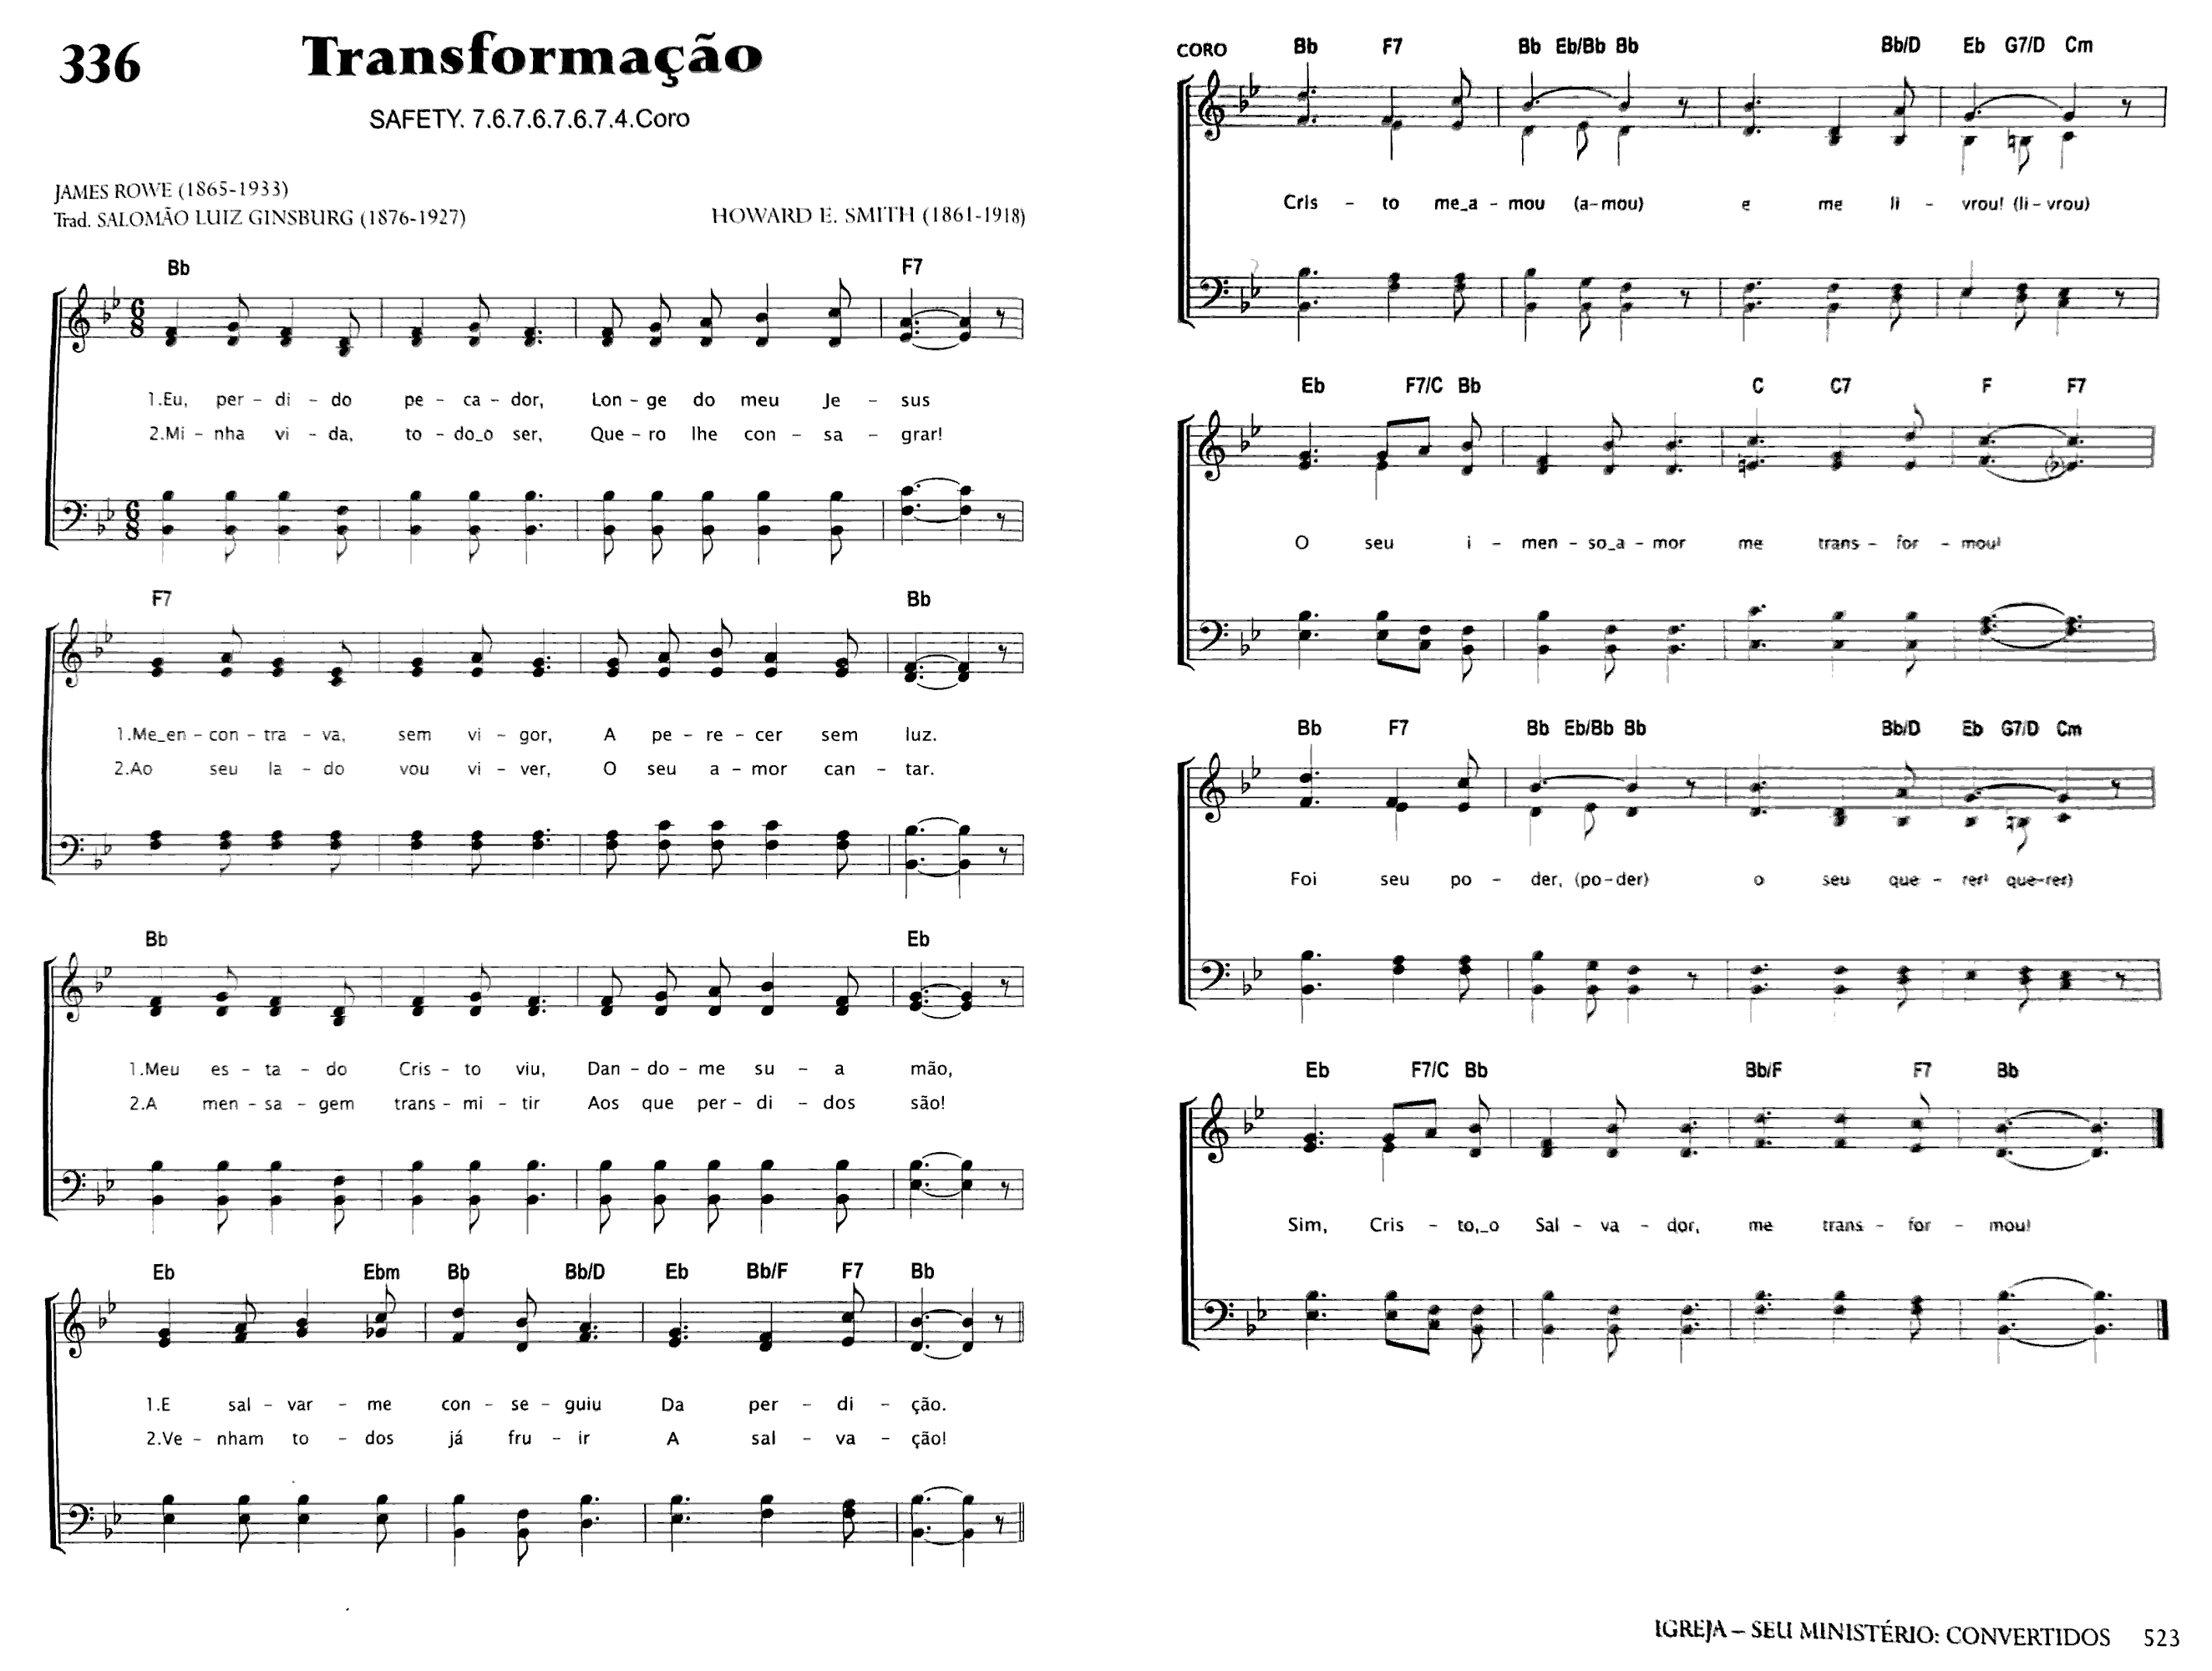 336
Transformação
SAFETY. 7.6.7.6.7.6.7.4.Coro
JAMES ROWE (1865-1933)
Trad. SALOMÃO LUIZ GINSBURG (1876-1927)
HOWARD E. SMITH (1861-1918)
Bb F7
6 8
1.Eu, per – di – do pe – ca – dor, Lon – ge do meu Je – sus
2.Mi – nha vi – da, to – do_o ser, Que – ro lhe con – sa – grar!
6 8
F7 Bb
1.Me_en – con – tra – va, sem vi – gor, A pe – re – cer sem luz.
2.Ao seu la – do vou vi – ver, O seu a – mor can – tar.
Bb Eb
1.Meu es – ta – do Cris – to viu, Dan – do – me su – a mão,
2.A men – sa – gem trans – mi – tir Aos que per – di – dos são!
Eb Ebm Bb Bb/D Eb Bb/F F7 Bb
1.E sal – var – me con – se – guiu Da per – di – ção.
2.Ve – nham to – dos já fru – ir A sal – va – ção!
CORO Bb F7 Bb Eb/Bb Bb Bb/D Eb G7/D Cm
Cris – to me_a – mou (a–mou) e me li – vrou! (li – vrou)
Eb F7/C Bb C C7 F F7
O seu i – men – so_a – mor me trans – for – mou!
Bb F7 Bb Eb/Bb Bb Bb/D Eb G7/D Cm
Foi seu po – der, (po–der) o seu que – rer! que–rer)
Eb F7/C Bb Bb/F F7 Bb
Sim, Cris – to,_o Sal – va – dor, me trans – for – mou!
IGREJA – SEU MINISTÉRIO: CONVERTIDOS 523